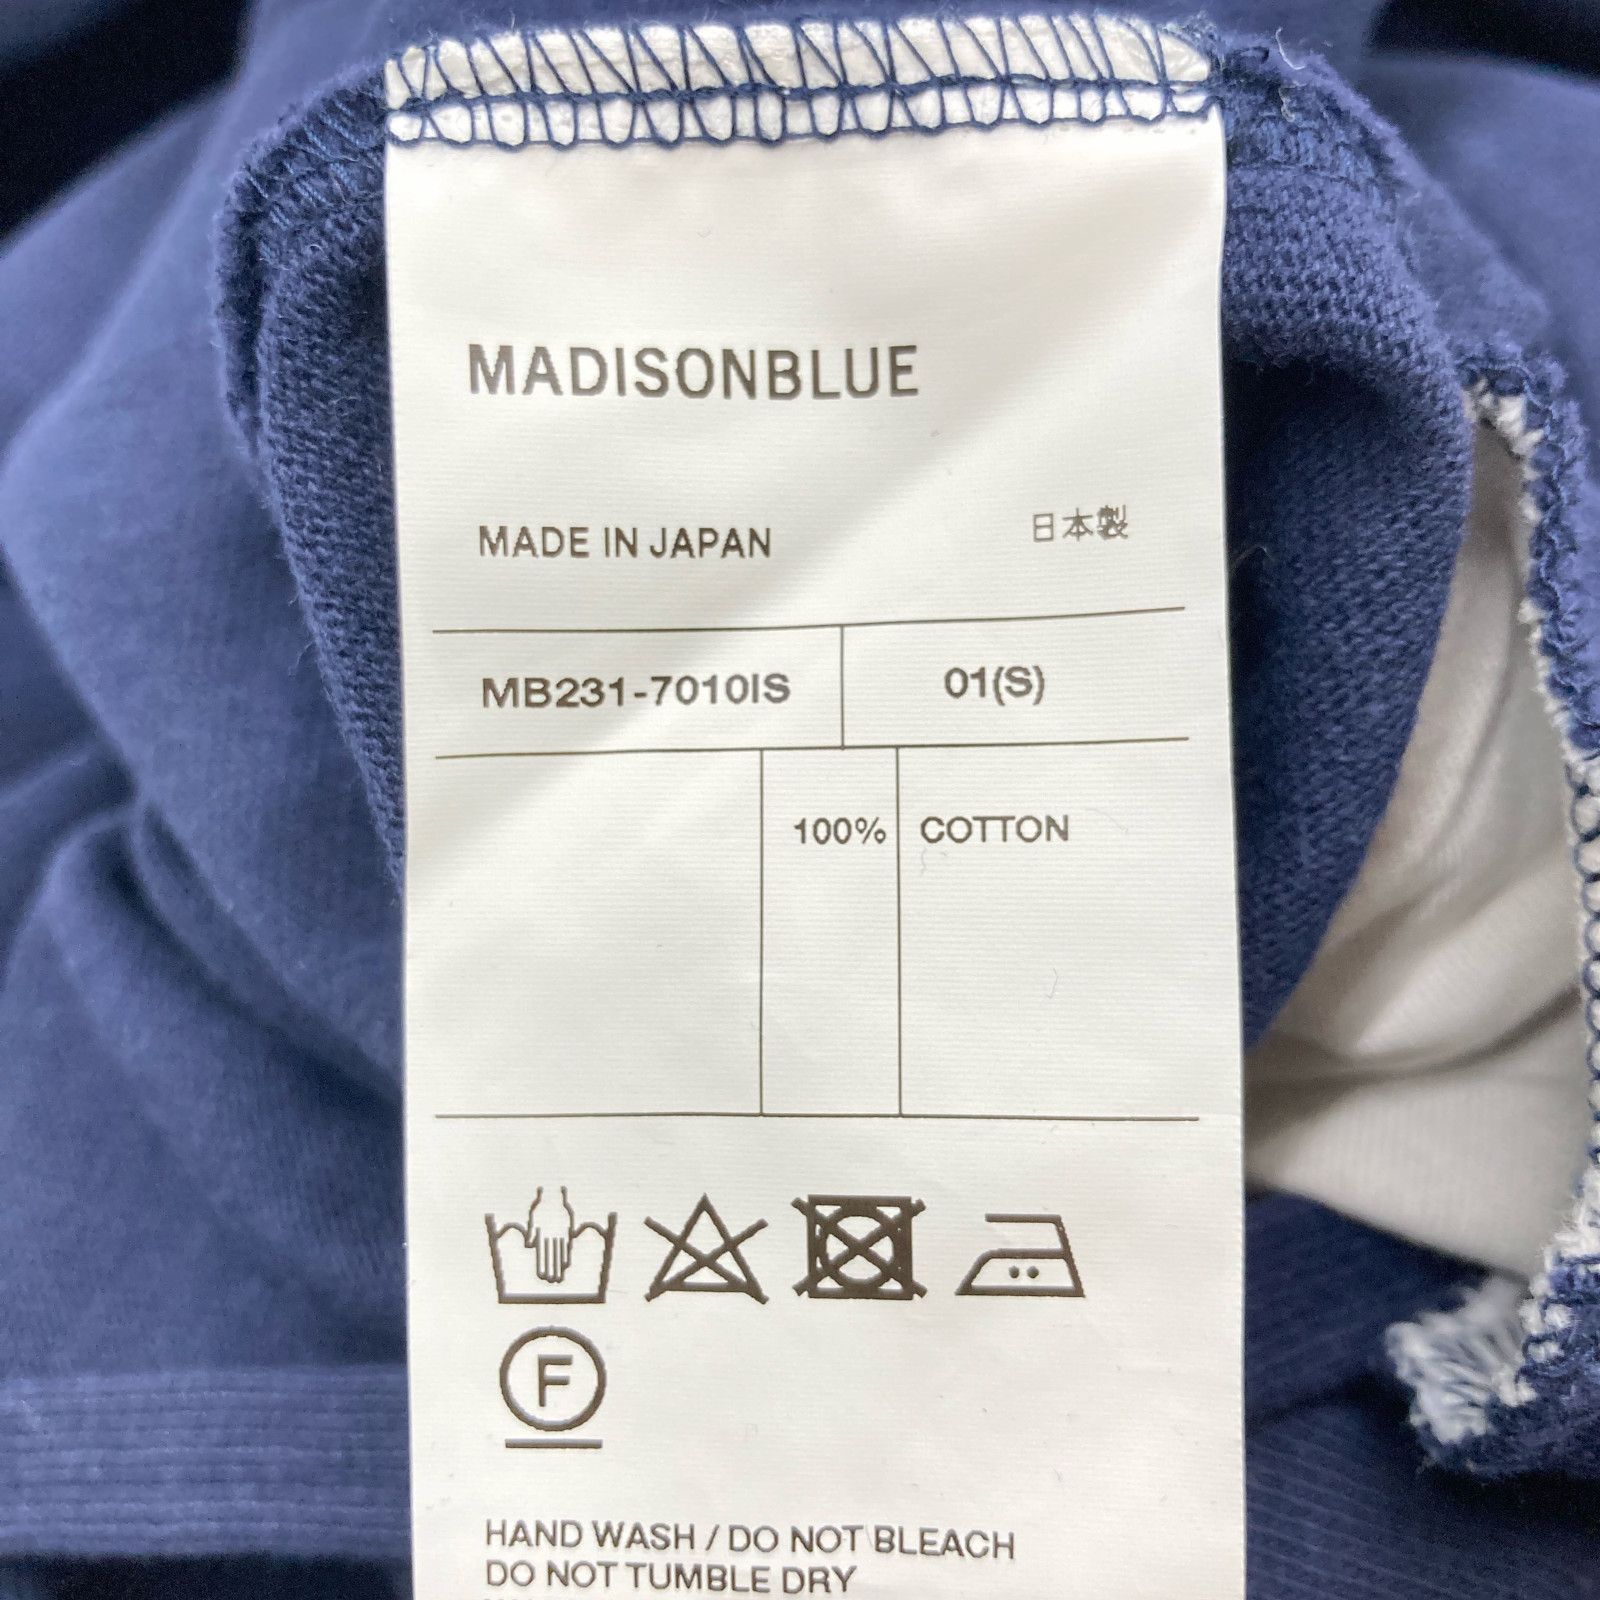 MADISONBLUE
MADE IN JAPAN 日本製
MB231-7010IS 01(S)
100% COTTON
F
HAND WASH / DO NOT BLEACH
DO NOT TUMBLE DRY